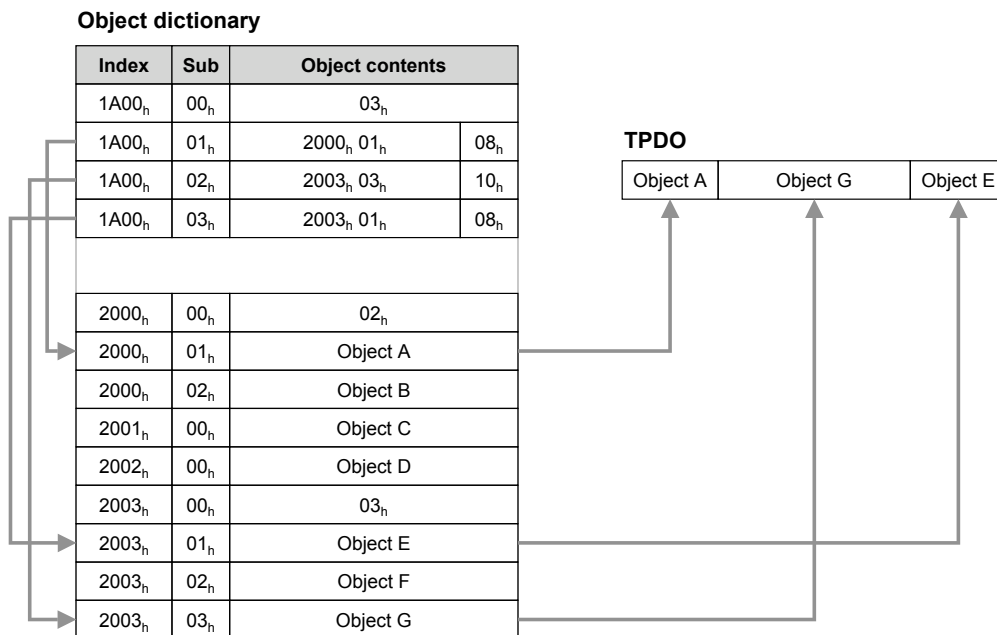 Object dictionary
Index Sub Object contents
1A00h 00h 03h
1A00h 01h 2000h 01h 08h
1A00h 02h 2003h 03h 10h
1A00h 03h 2003h 01h 08h
TPDO
Object A Object G Object E
2000h 00h 02h
2000h 01h Object A
2000h 02h Object B
2001h 00h Object C
2002h 00h Object D
2003h 00h 03h
2003h 01h Object E
2003h 02h Object F
2003h 03h Object G